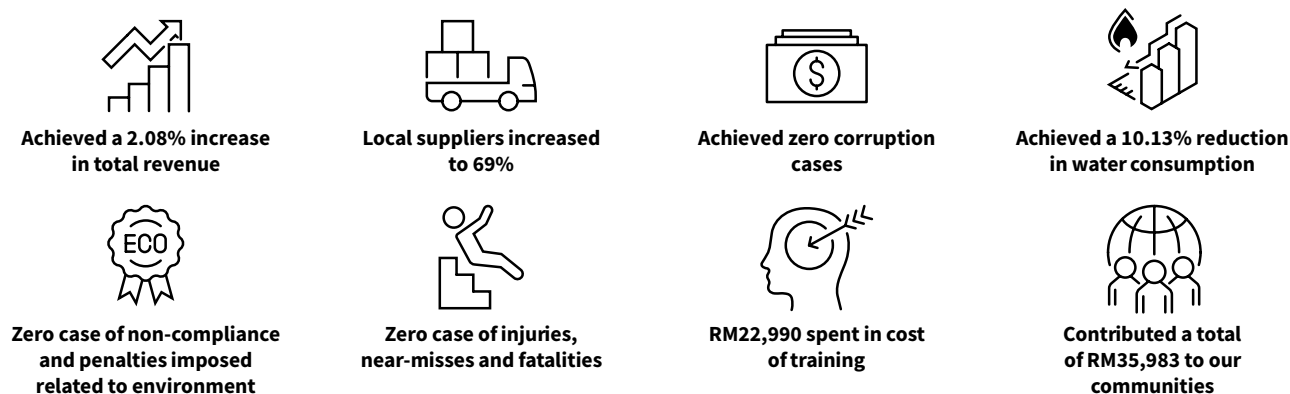 Achieved a 2.08% increase
in total revenue
Local suppliers increased
to 69%
$
Achieved zero corruption
cases
Achieved a 10.13% reduction
in water consumption
ECO
Zero case of non-compliance
and penalties imposed
related to environment
Zero case of injuries,
near-misses and fatalities
RM22,990 spent in cost
of training
Contributed a total
of RM35,983 to our
communities